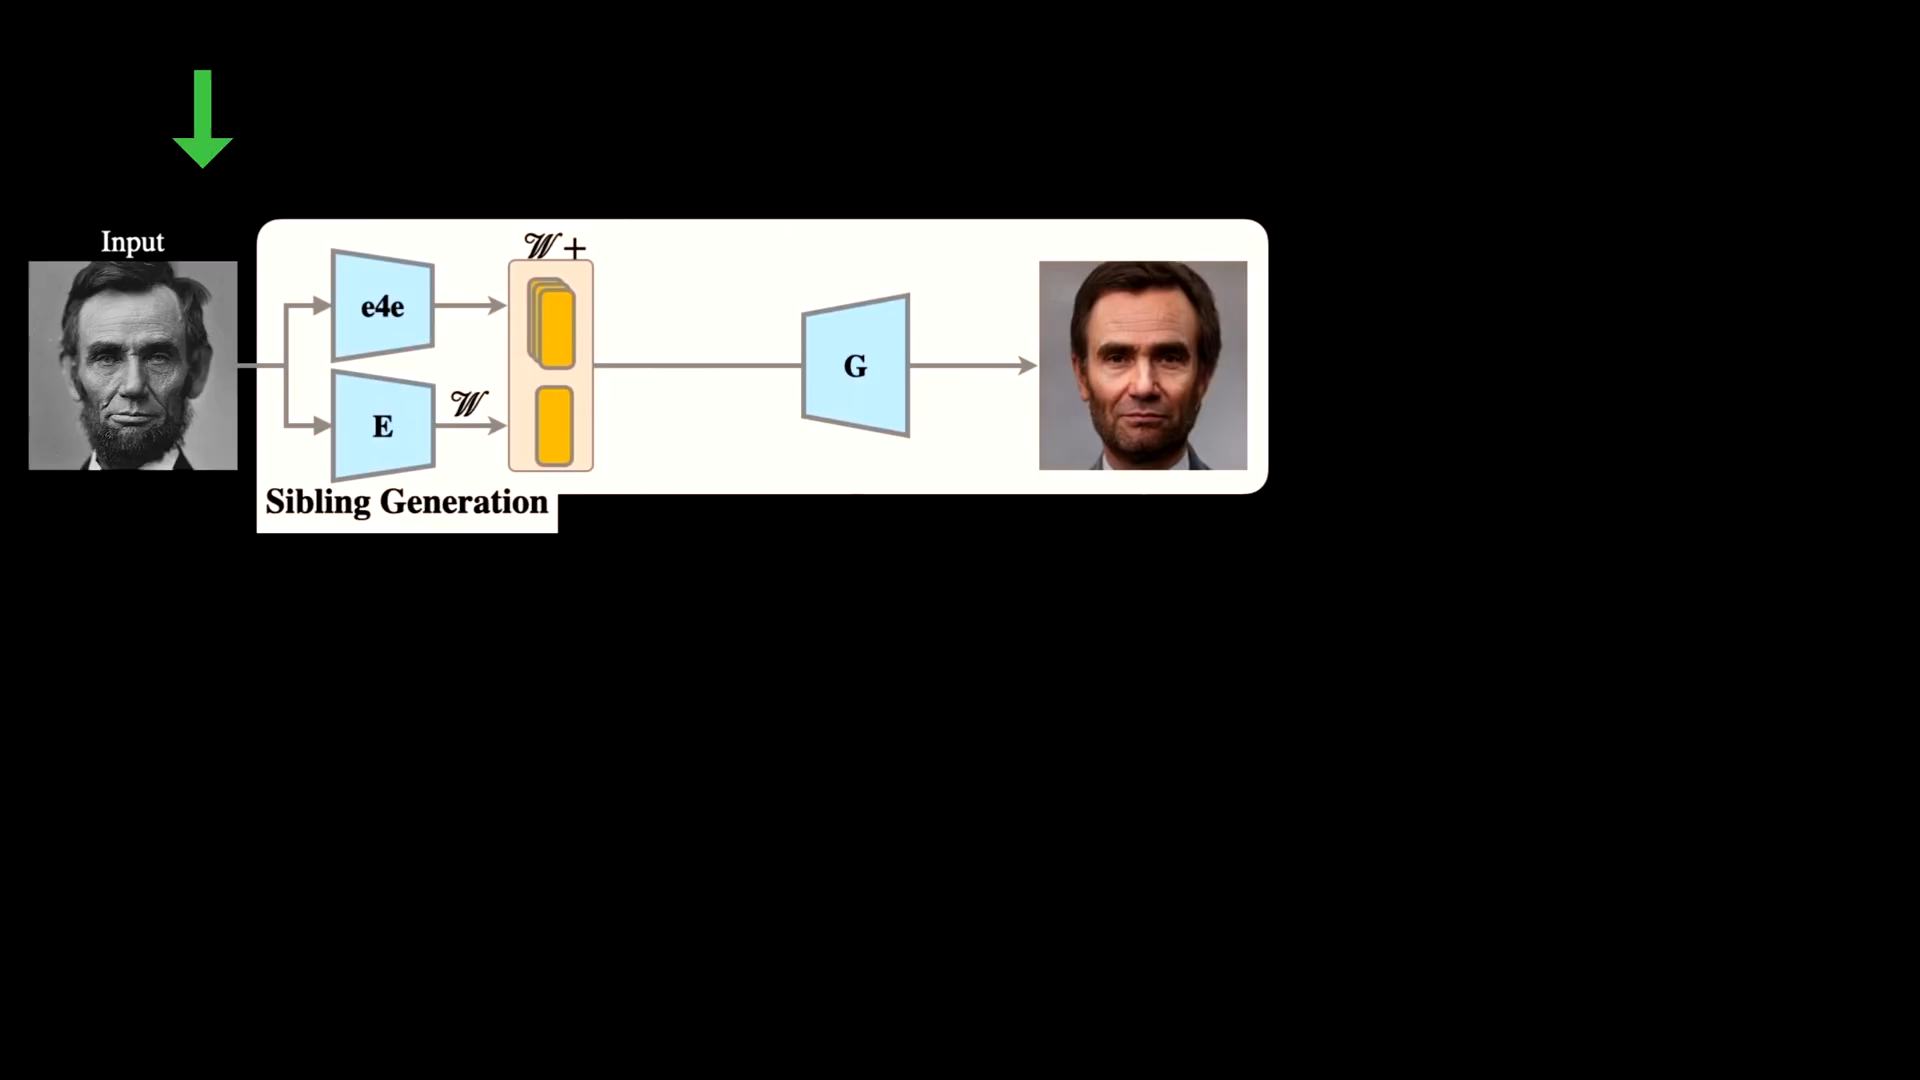 Input
𝒲+
e4e
G
𝒲
E
Sibling Generation